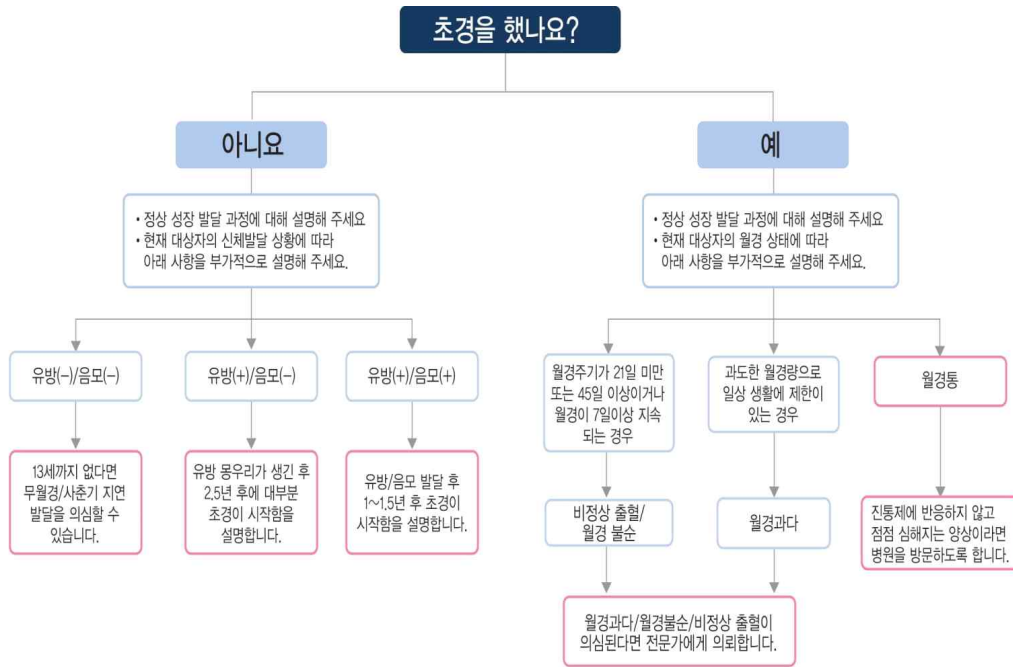 초경을 했나요?
아니요
예
• 정상 성장 발달 과정에 대해 설명해 주세요
• 현재 대상자의 신체발달 상황에 따라
아래 사항을 부가적으로 설명해 주세요.
• 정상 성장 발달 과정에 대해 설명해 주세요
• 현재 대상자의 월경 상태에 따라
아래 사항을 부가적으로 설명해 주세요.
유방(-)/음모(-)
유방(+)/음모(-)
유방(+)/음모(+)
월경주기가 21일 미만
또는 45일 이상이거나
월경이 7일이상 지속
되는 경우
과도한 월경량으로
일상 생활에 제한이
있는 경우
월경통
13세까지 없다면
무월경/사춘기 지연
발달을 의심할 수
있습니다.
유방 몽우리가 생긴 후
2.5년 후에 대부분
초경이 시작함을
설명합니다.
유방/음모 발달 후
1~1.5년 후 초경이
시작함을 설명합니다.
비정상 출혈/
월경 불순
월경과다
진통제에 반응하지 않고
점점 심해지는 양상이라면
병원을 방문하도록 합니다.
월경과다/월경불순/비정상 출혈이
의심된다면 전문가에게 의뢰합니다.